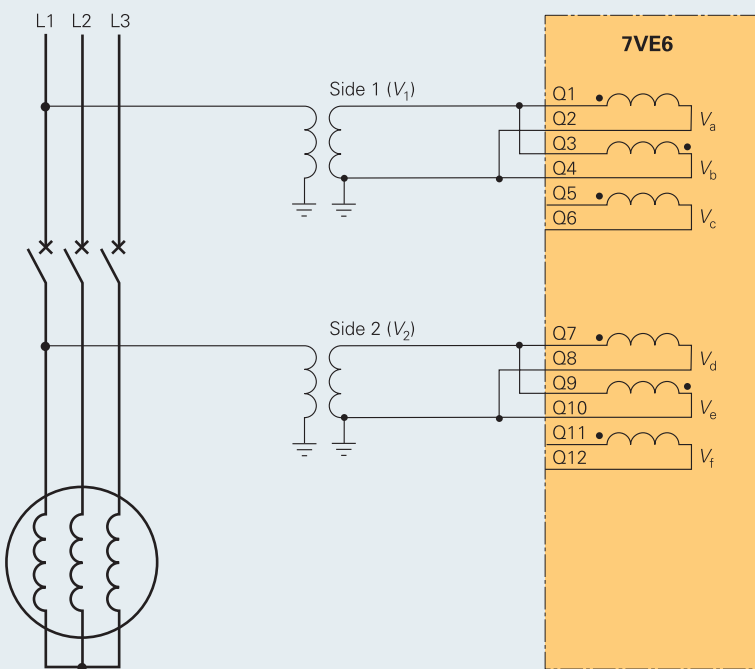 L1 L2 L3
7VE6
Side 1 (V1)
Q1
Q2
Va
Q3
Q4
Vb
Q5
Q6
Vc
Side 2 (V2)
Q7
Q8
Vd
Q9
Q10
Ve
Q11
Q12
Vf